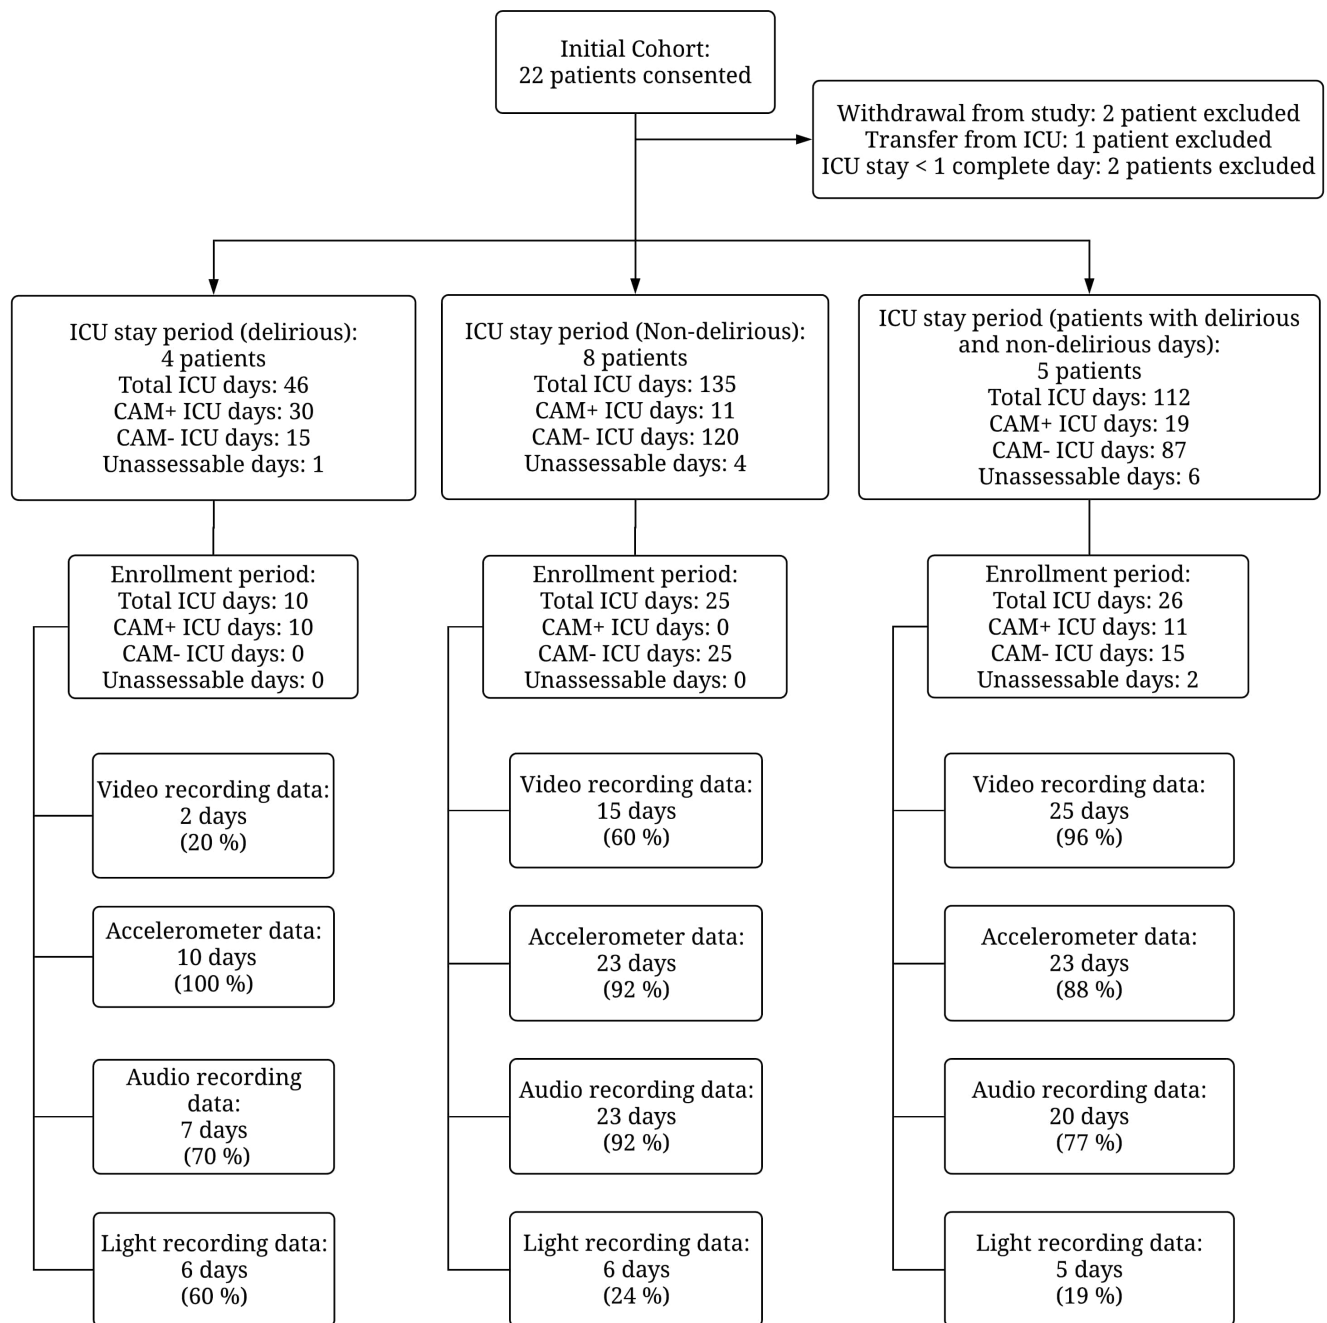 Initial Cohort:
22 patients consented
Withdrawal from study: 2 patient excluded
Transfer from ICU: 1 patient excluded
ICU stay < 1 complete day: 2 patients excluded
ICU stay period (delirious):
4 patients
Total ICU days: 46
CAM+ ICU days: 30
CAM- ICU days: 15
Unassessable days: 1
ICU stay period (Non-delirious):
8 patients
Total ICU days: 135
CAM+ ICU days: 11
CAM- ICU days: 120
Unassessable days: 4
ICU stay period (patients with delirious
and non-delirious days):
5 patients
Total ICU days: 112
CAM+ ICU days: 19
CAM- ICU days: 87
Unassessable days: 6
Enrollment period:
Total ICU days: 10
CAM+ ICU days: 10
CAM- ICU days: 0
Unassessable days: 0
Enrollment period:
Total ICU days: 25
CAM+ ICU days: 0
CAM- ICU days: 25
Unassessable days: 0
Enrollment period:
Total ICU days: 26
CAM+ ICU days: 11
CAM- ICU days: 15
Unassessable days: 2
Video recording data:
2 days
(20 %)
Video recording data:
15 days
(60 %)
Video recording data:
25 days
(96 %)
Accelerometer data:
10 days
(100 %)
Accelerometer data:
23 days
(92 %)
Accelerometer data:
23 days
(88 %)
Audio recording
data:
7 days
(70 %)
Audio recording data:
23 days
(92 %)
Audio recording data:
20 days
(77 %)
Light recording data:
6 days
(60 %)
Light recording data:
6 days
(24 %)
Light recording data:
5 days
(19 %)